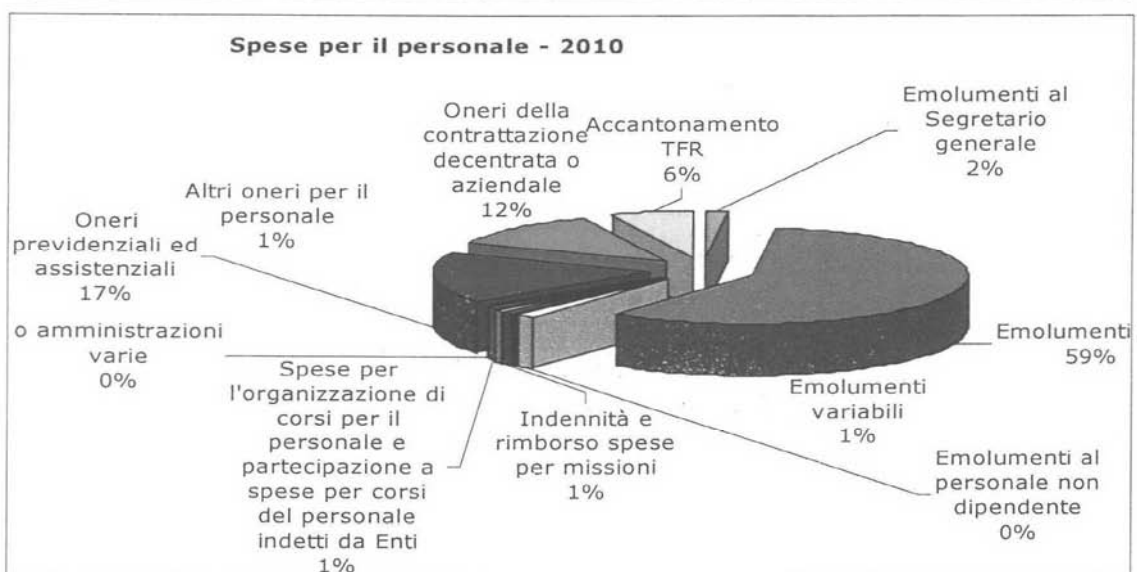 Spese per il personale - 2010
Oneri della
contrattazione
decentrata o
aziendale
12%
Accantonamento
TFR
6%
Emolumenti al
Segretario
generale
2%
Altri oneri per il
personale
1%
Oneri
previdenziali ed
assistenziali
17%
o amministrazioni
varie
0%
Spese per
l'organizzazione di
corsi per il
personale e
partecipazione a
spese per corsi
del personale
indetti da Enti
1%
Indennità e
rimborso spese
per missioni
1%
Emolumenti
variabili
1%
Emolumenti
59%
Emolumenti al
personale non
dipendente
0%